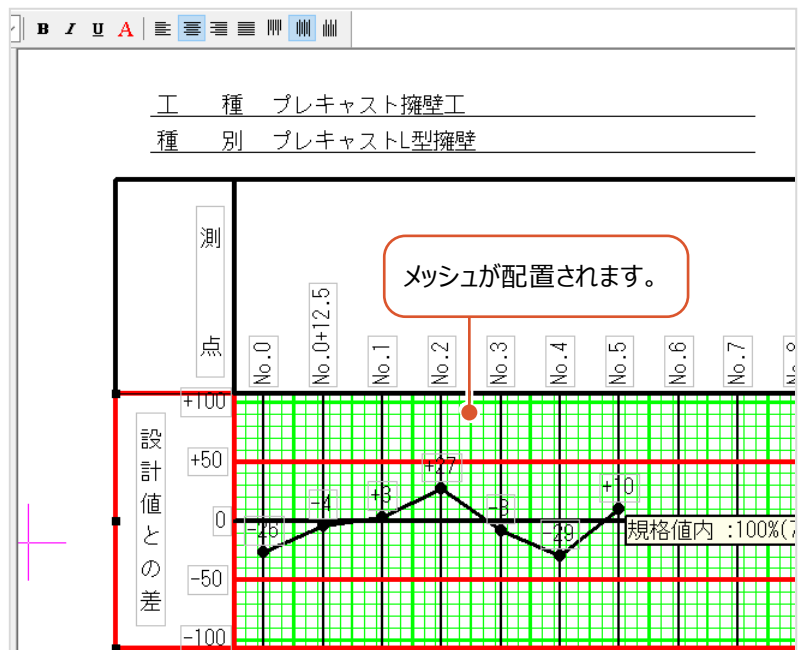 B I U A
工 種 プレキャスト擁壁工
種 別 プレキャストL型擁壁
測点
メッシュが配置されます。
No.0
No.0+12.5
No.1
No.2
No.3
No.4
No.5
No.6
No.7
設計値との差
+100
+50
0
-50
-100
-26
-4
+3
+27
-29
+10
規格値内 :100%(7